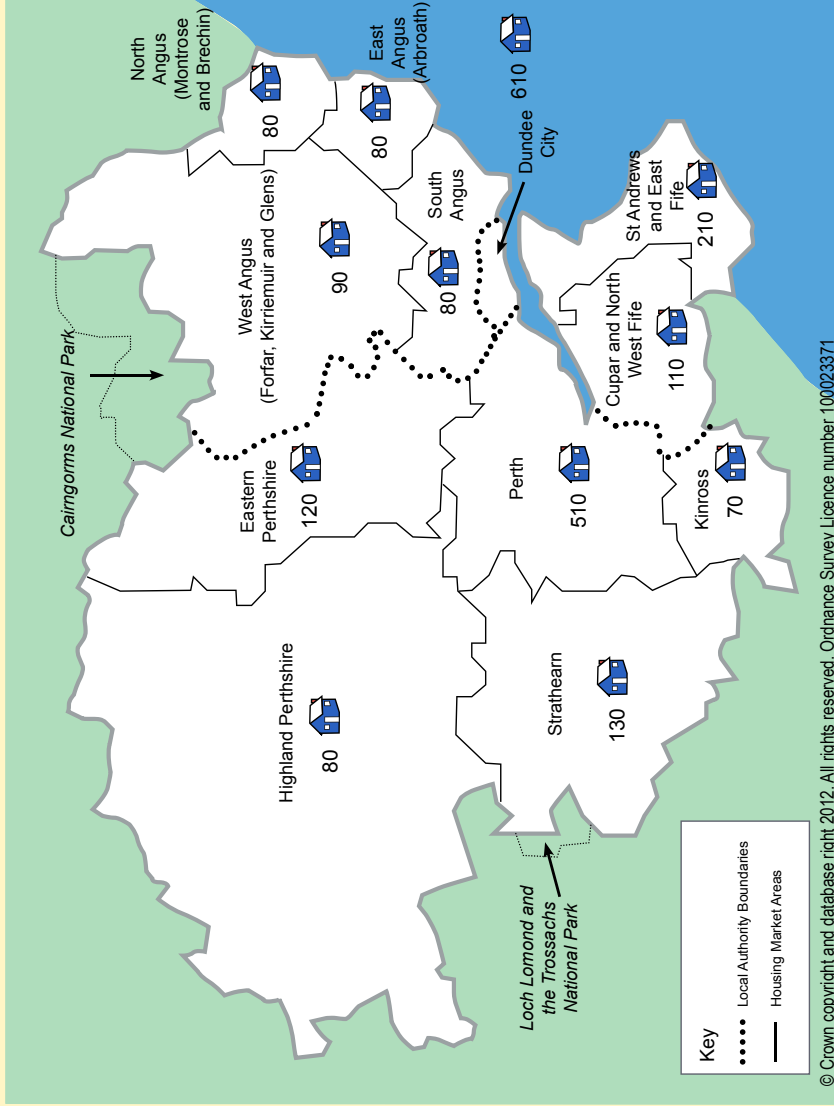 Cairngorms National Park
North
Angus
(Montrose
and Brechin)
80
East
Angus
(Arbroath)
80
West Angus
(Forfar, Kirriemuir and Glens)
90
South
Angus
80
Dundee
City
610
Eastern
Perthshire
120
Highland Perthshire
80
Perth
510
Cupar and North
West Fife
110
St Andrews
and East
Fife
210
Kinross
70
Strathearn
130
Loch Lomond and
the Trossachs
National Park
Key
Local Authority Boundaries
Housing Market Areas
© Crown copyright and database right 2012. All rights reserved. Ordnance Survey Licence number 100023371